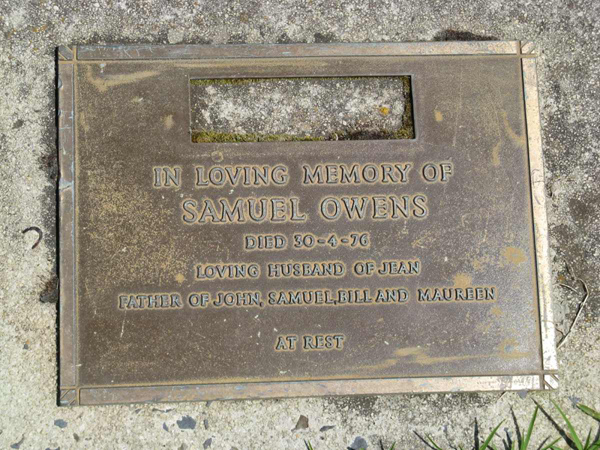 IN LOVING MEMORY OF
SAMUEL OWENS
DIED 30-4-76
LOVING HUSBAND OF JEAN
FATHER OF JOHN, SAMUEL, BILL AND MAUREEN
AT REST